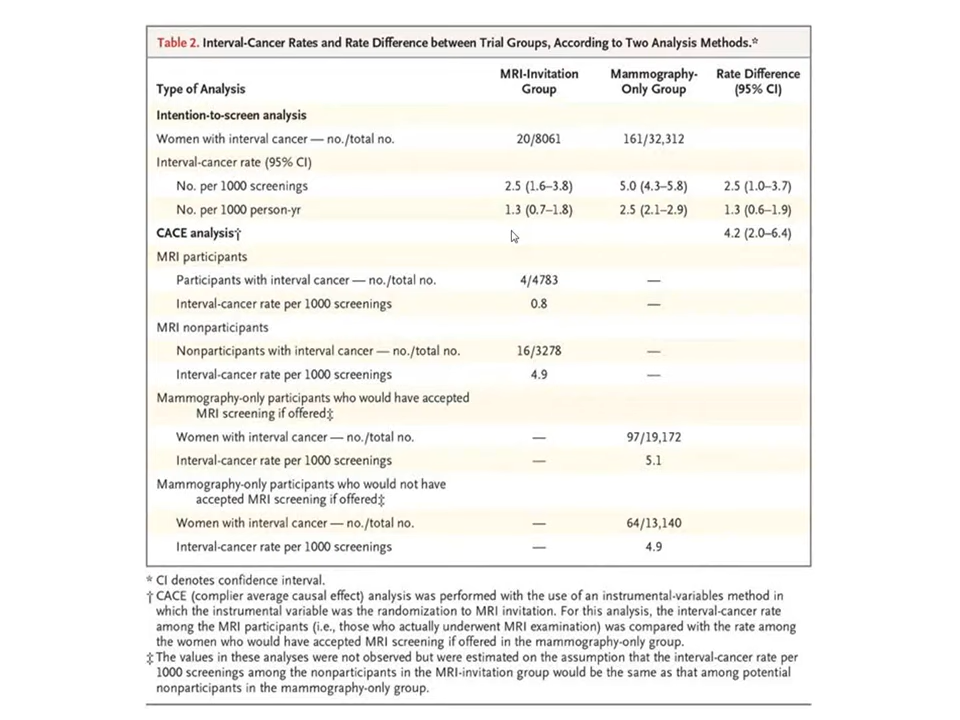 Table 2. Interval-Cancer Rates and Rate Difference between Trial Groups, According to Two Analysis Methods.*
Type of Analysis MRI-Invitation Group Mammography-Only Group Rate Difference (95% CI)
Intention-to-screen analysis
Women with interval cancer — no./total no. 20/8061 161/32,312
Interval-cancer rate (95% CI)
No. per 1000 screenings 2.5 (1.6–3.8) 5.0 (4.3–5.8) 2.5 (1.0–3.7)
No. per 1000 person-yr 1.3 (0.7–1.8) 2.5 (2.1–2.9) 1.3 (0.6–1.9)
CACE analysis† 4.2 (2.0–6.4)
MRI participants
Participants with interval cancer — no./total no. 4/4783 —
Interval-cancer rate per 1000 screenings 0.8 —
MRI nonparticipants
Nonparticipants with interval cancer — no./total no. 16/3278 —
Interval-cancer rate per 1000 screenings 4.9 —
Mammography-only participants who would have accepted
MRI screening if offered‡
Women with interval cancer — no./total no. — 97/19,172
Interval-cancer rate per 1000 screenings — 5.1
Mammography-only participants who would not have
accepted MRI screening if offered‡
Women with interval cancer — no./total no. — 64/13,140
Interval-cancer rate per 1000 screenings — 4.9
* CI denotes confidence interval.
† CACE (complier average causal effect) analysis was performed with the use of an instrumental-variables method in
which the instrumental variable was the randomization to MRI invitation. For this analysis, the interval-cancer rate
among the MRI participants (i.e., those who actually underwent MRI examination) was compared with the rate among
the women who would have accepted MRI screening if offered in the mammography-only group.
‡ The values in these analyses were not observed but were estimated on the assumption that the interval-cancer rate per
1000 screenings among the nonparticipants in the MRI-invitation group would be the same as that among potential
nonparticipants in the mammography-only group.